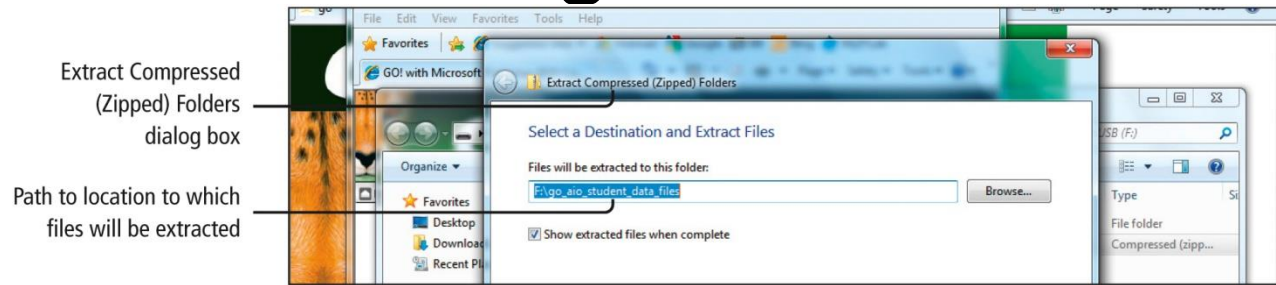 File Edit View Favorites Tools Help
Favorites
GO! with Microsoft
Extract Compressed
(Zipped) Folders
dialog box
Extract Compressed (Zipped) Folders
USB (F:)
Select a Destination and Extract Files
Organize
Files will be extracted to this folder:
Path to location to which
files will be extracted
F:\go_aio_student_data_files
Browse...
Favorites
Desktop
Download
Recent Pl
Show extracted files when complete
Type
Si
File folder
Compressed (zipp...